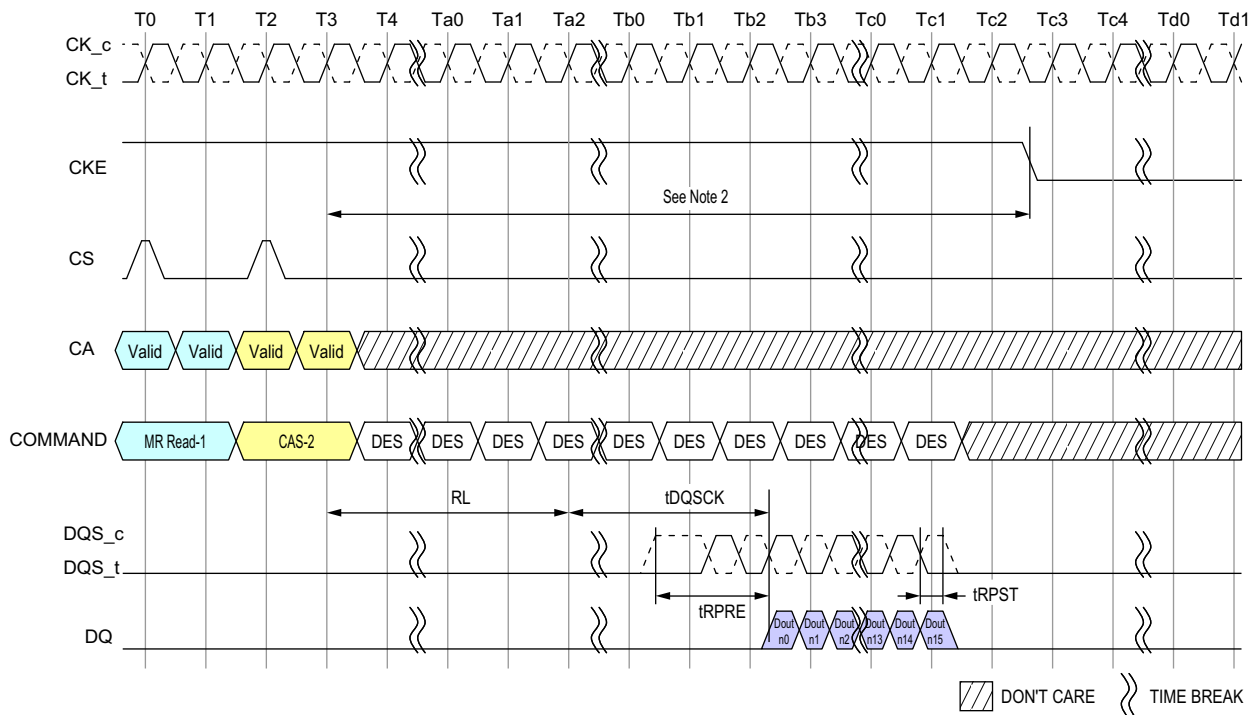 T0 T1 T2 T3 T4 Ta0 Ta1 Ta2 Tb0 Tb1 Tb2 Tb3 Tc0 Tc1 Tc2 Tc3 Tc4 Td0 Td1
CK_c
CK_t
CKE
See Note 2
CS
CA Valid Valid Valid Valid
COMMAND MR Read-1 CAS-2 DES DES DES DES DES DES DES DES DES DES
RL tDQSCK
DQS_c
DQS_t
tRPRE tRPST
DQ Dout n0 Dout n1 Dout n2 Dout n13 Dout n14 Dout n15
DON'T CARE TIME BREAK